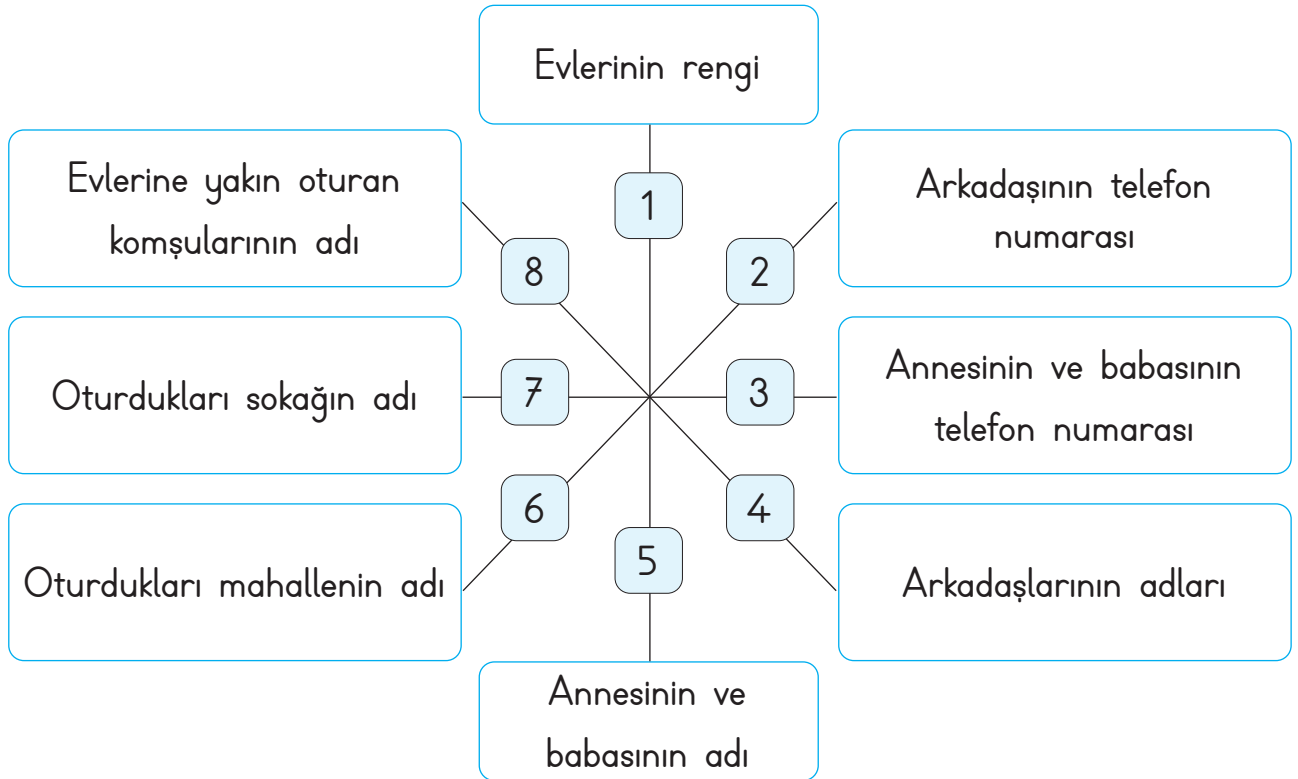 Evlerinin rengi
1
Arkadaşının telefon
numarası
2
Annesinin ve babasının
telefon numarası
3
Arkadaşlarının adları
4
Annesinin ve
babasının adı
5
Oturdukları mahallenin adı
6
Oturdukları sokağın adı
7
Evlerine yakın oturan
komşularının adı
8